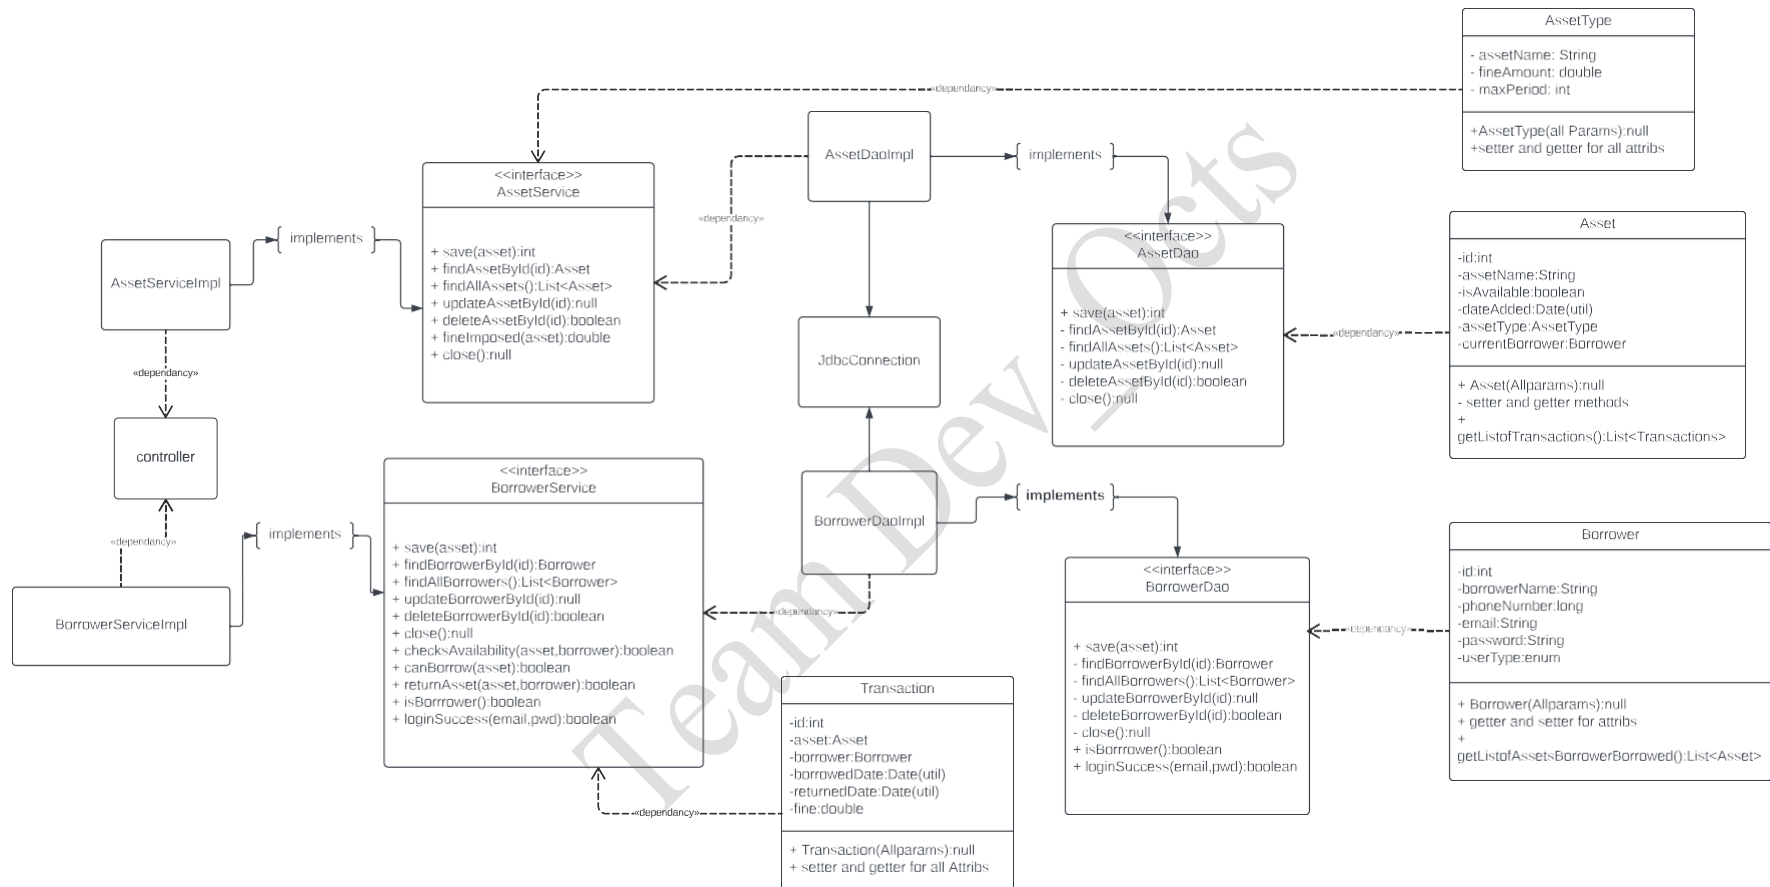 AssetType
- assetName: String
- fineAmount: double
- maxPeriod: int
+AssetType(all Params):null
+setter and getter for all attribs
«dependancy»
AssetDaoImpl
{ implements }
<<interface>>
AssetService
+ save(asset):int
+ findAssetById(id):Asset
+ findAllAssets():List<Asset>
+ updateAssetById(id):null
+ deleteAssetById(id):boolean
+ fineImposed(asset):double
+ close():null
«dependancy»
<<interface>>
AssetDao
+ save(asset):int
- findAssetById(id):Asset
- findAllAssets():List<Asset>
- updateAssetById(id):null
- deleteAssetById(id):boolean
- close():null
«dependancy»
Asset
-id:int
-assetName:String
-isAvailable:boolean
-dateAdded:Date(util)
-assetType:AssetType
-currentBorrower:Borrower
+ Asset(Allparams):null
- setter and getter methods
+
getListofTransactions():List<Transactions>
AssetServiceImpl
{ implements }
«dependancy»
controller
JdbcConnection
«dependancy»
BorrowerServiceImpl
{ implements }
<<interface>>
BorrowerService
+ save(asset):int
+ findBorrowerById(id):Borrower
+ findAllBorrowers():List<Borrower>
+ updateBorrowerById(id):null
+ deleteBorrowerById(id):boolean
+ close():null
+ checksAvailability(asset,borrower):boolean
+ canBorrow(asset):boolean
+ returnAsset(asset,borrower):boolean
+ isBorrrower():boolean
+ loginSuccess(email,pwd):boolean
BorrowerDaoImpl
{ implements }
«dependancy»
<<interface>>
BorrowerDao
+ save(asset):int
- findBorrowerById(id):Borrower
- findAllBorrowers():List<Borrower>
- updateBorrowerById(id):null
- deleteBorrowerById(id):boolean
- close():null
+ isBorrrower():boolean
+ loginSuccess(email,pwd):boolean
«dependancy»
Borrower
-id:int
-borrowerName:String
-phoneNumber:long
-email:String
-password:String
-userType:enum
+ Borrower(Allparams):null
+ getter and setter for attribs
+
getListofAssetsBorrowerBorrowed():List<Asset>
Transaction
-id:int
-asset:Asset
-borrower:Borrower
-borrowedDate:Date(util)
-returnedDate:Date(util)
-fine:double
+ Transaction(Allparams):null
+ setter and getter for all Attribs
«dependancy»
Team Dev_Octs